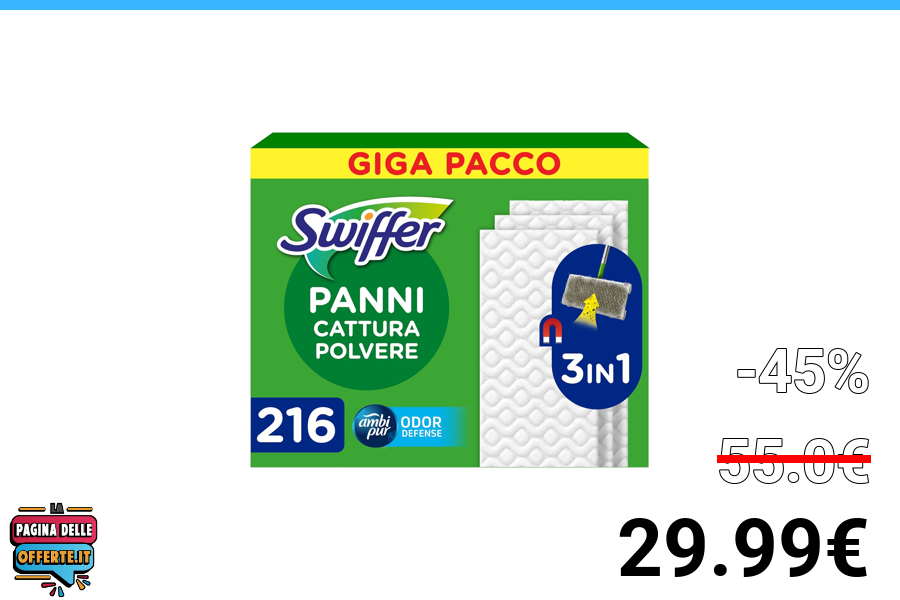 GIGA PACCO
Swiffer
PANNI
CATTURA
POLVERE
3IN1
216
ambi
pur
ODOR
DEFENSE
-45%
55.0€
29.99€
LA
PAGINA DELLE
OFFERTE.IT